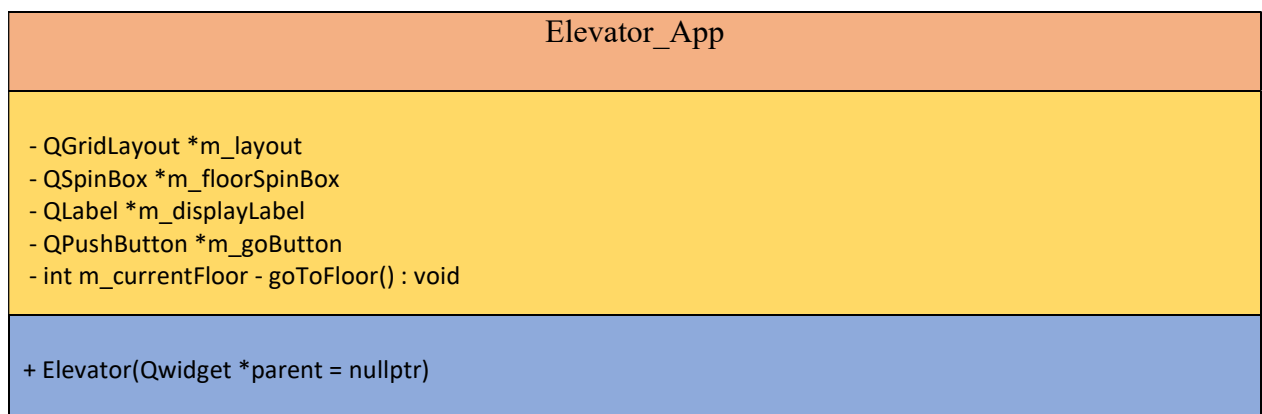 Elevator_App
- QGridLayout *m_layout
- QSpinBox *m_floorSpinBox
- QLabel *m_displayLabel
- QPushButton *m_goButton
- int m_currentFloor - goToFloor() : void
+ Elevator(Qwidget *parent = nullptr)